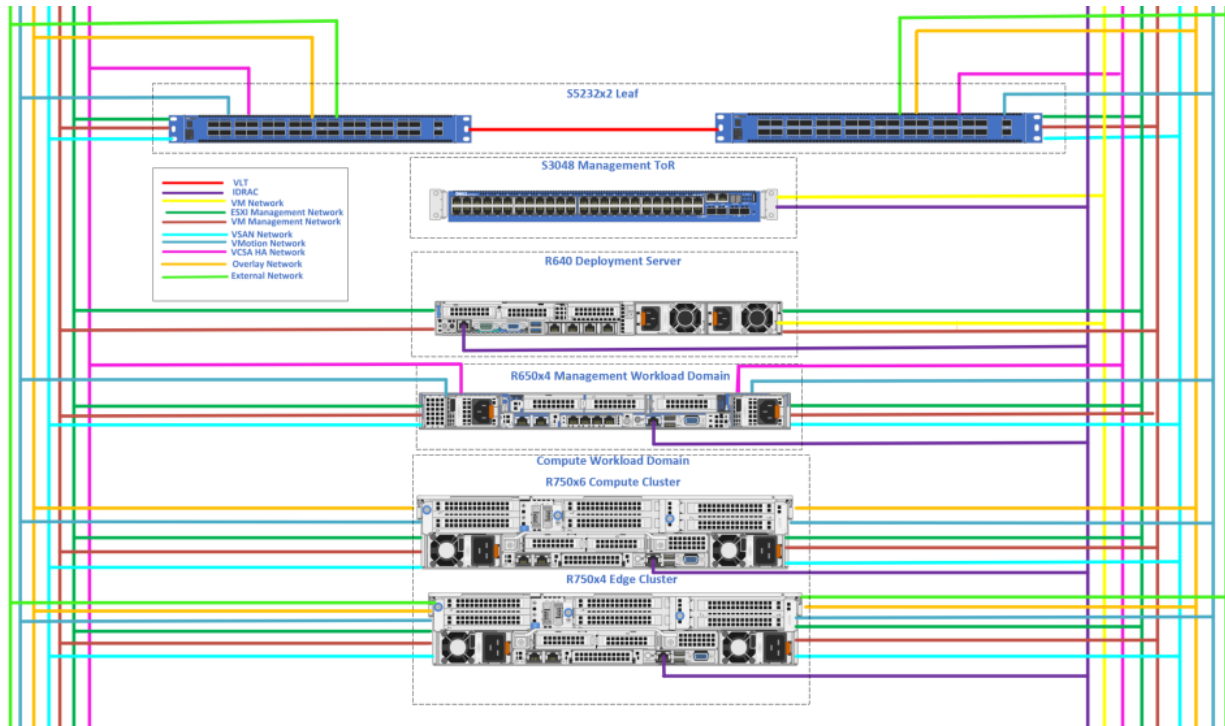 S5232x2 Leaf
S3048 Management ToR
VLT
IDRAC
VM Network
ESXI Management Network
VM Management Network
VSAN Network
VMotion Network
VCSA HA Network
Overlay Network
External Network
R640 Deployment Server
R650x4 Management Workload Domain
Compute Workload Domain
R750x6 Compute Cluster
R750x4 Edge Cluster